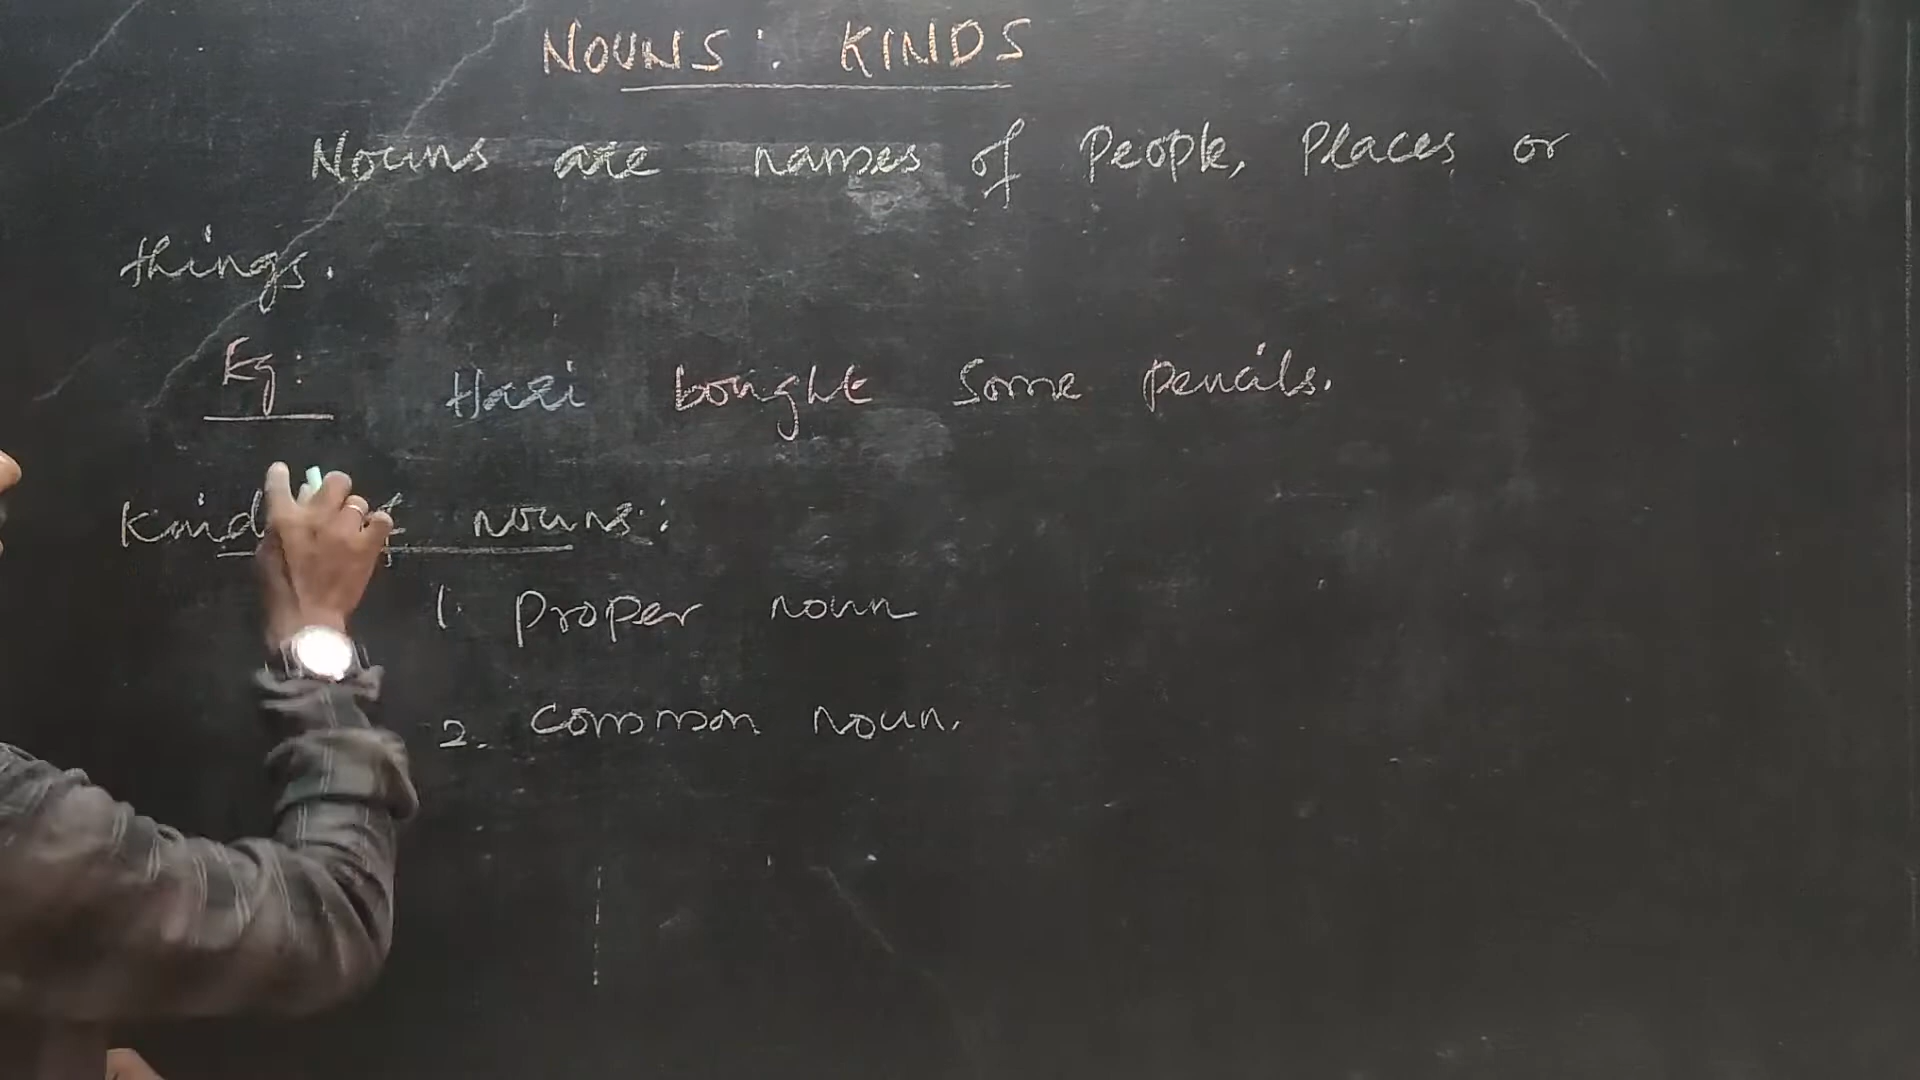 NOUNS: KINDS
Nouns are names of People, Places or
things.
Eg: Hari bought Some pencils.
nouns:
1. Proper noun
2. Common noun.